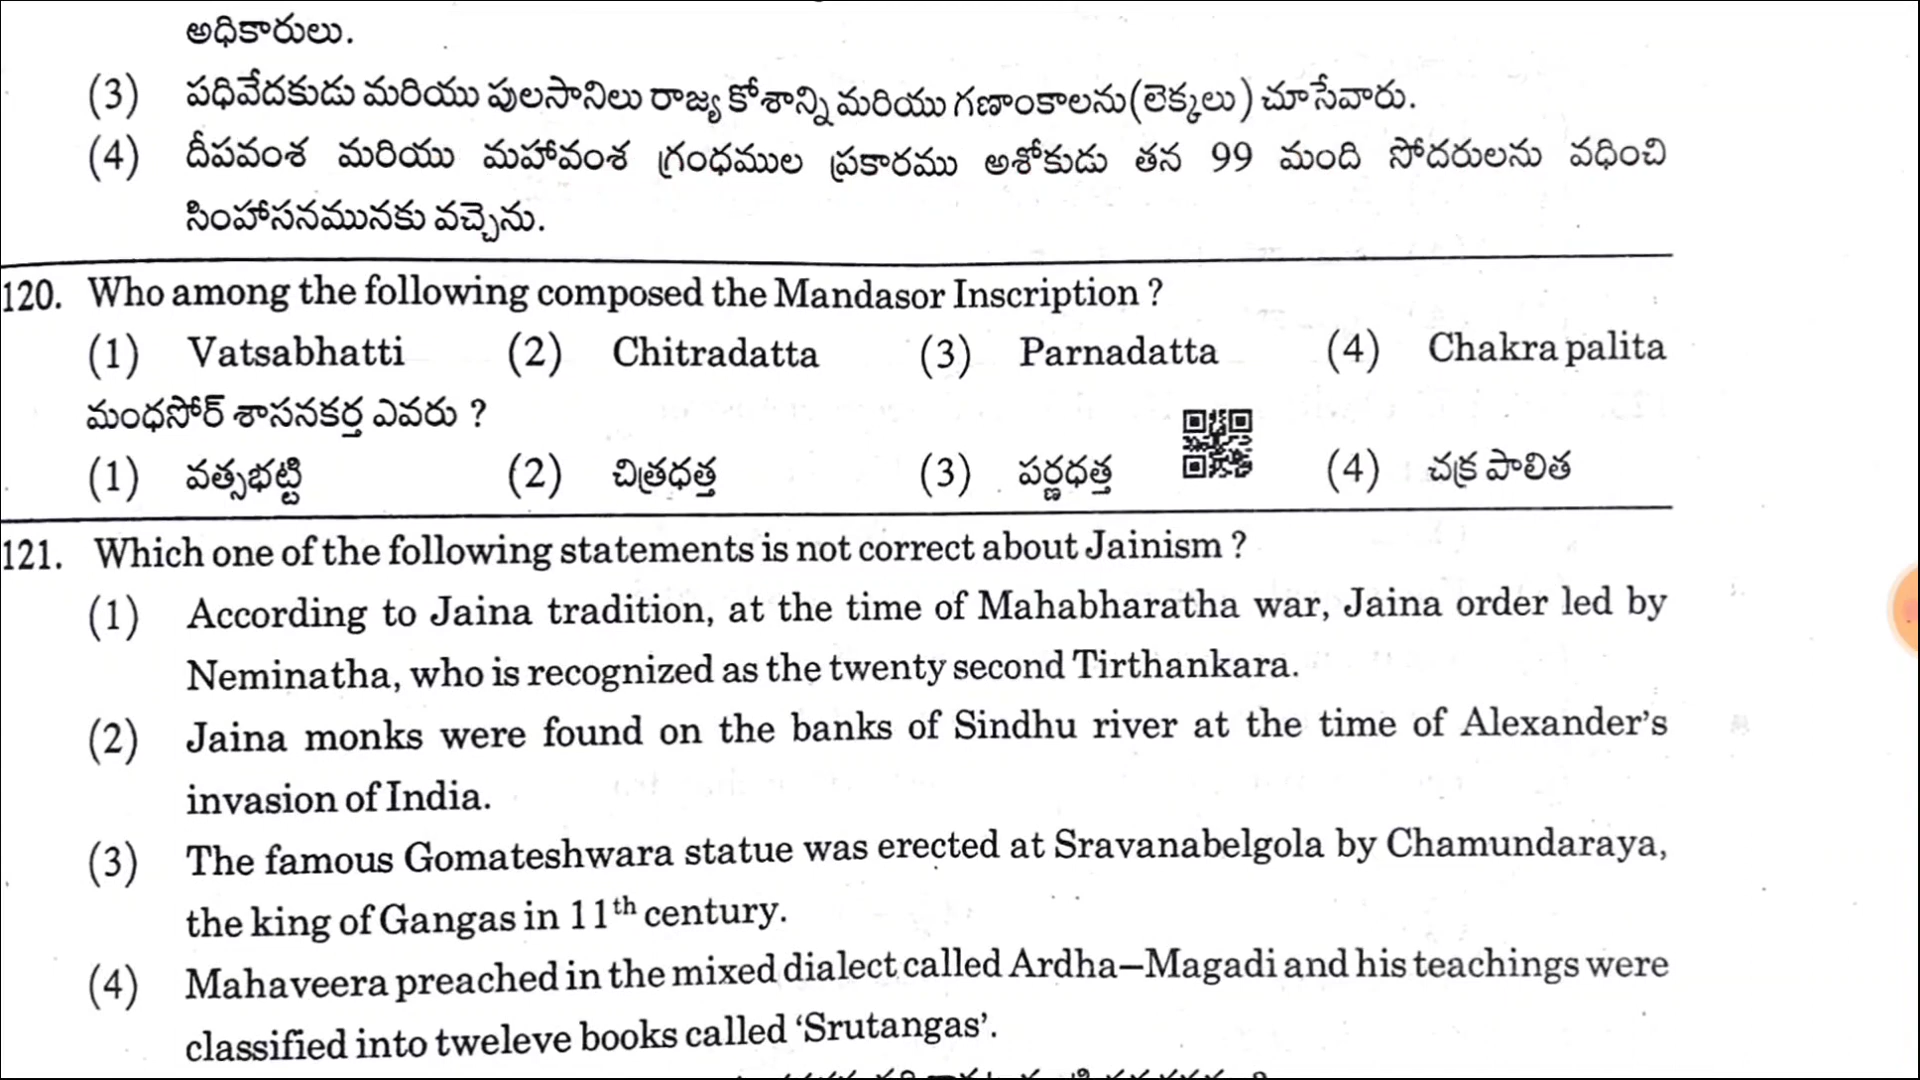 అధికారులు.
(3) పధివేదకుడు మరియు పులసానిలు రాజ్య కోశాన్ని మరియు గణాంకాలను (లెక్కలు) చూసేవారు.
(4) దీపవంశ మరియు మహావంశ గ్రంధముల ప్రకారము అశోకుడు తన 99 మంది సోదరులను వధించి
సింహాసనమునకు వచ్చెను.
120. Who among the following composed the Mandasor Inscription ?
(1) Vatsabhatti (2) Chitradatta (3) Parnadatta (4) Chakra palita
మంధసోర్ శాసనకర్త ఎవరు ?
(1) వత్సభట్టి (2) చిత్రధత్త (3) పర్ణధత్త (4) చక్ర పాలిత
121. Which one of the following statements is not correct about Jainism ?
(1) According to Jaina tradition, at the time of Mahabharatha war, Jaina order led by
Neminatha, who is recognized as the twenty second Tirthankara.
(2) Jaina monks were found on the banks of Sindhu river at the time of Alexander's
invasion of India.
(3) The famous Gomateshwara statue was erected at Sravanabelgola by Chamundaraya,
the king of Gangas in 11th century.
(4) Mahaveera preached in the mixed dialect called Ardha–Magadi and his teachings were
classified into tweleve books called 'Srutangas'.